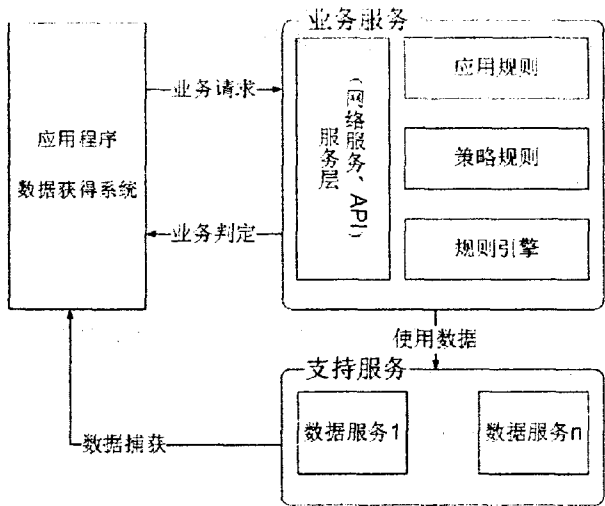 业务服务
应用程序
数据获得系统
业务请求
业务判定
服务层
（网络服务、API）
应用规则
策略规则
规则引擎
使用数据
支持服务
数据服务1
数据服务n
数据捕获